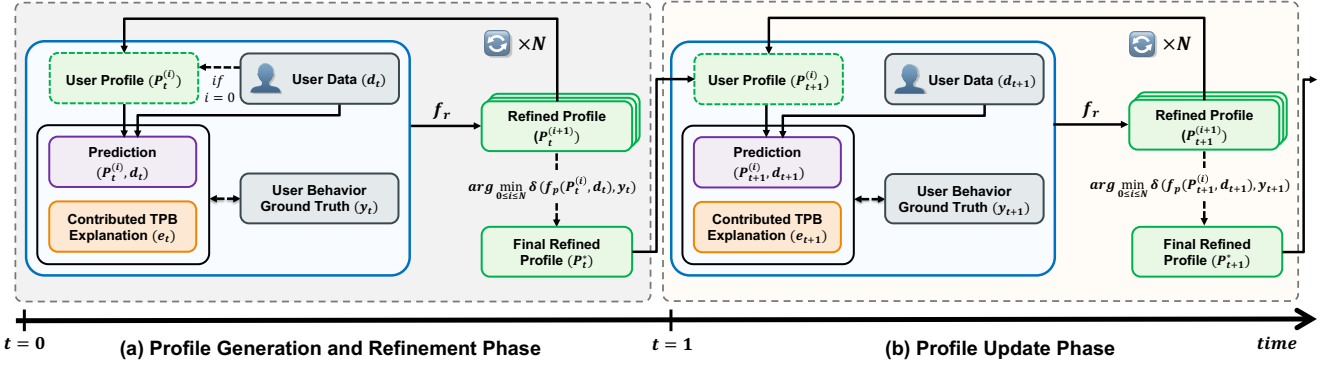 ×N
User Profile (P_t^(i))
if
i = 0
User Data (d_t)
f_r
Refined Profile
(P_t^(i+1))
Prediction
(P_t^(i), d_t)
Contributed TPB
Explanation (e_t)
User Behavior
Ground Truth (y_t)
arg min_{0≤i≤N} δ(f_p(P_t^(i), d_t), y_t)
Final Refined
Profile (P_t^*)
×N
User Profile (P_{t+1}^(i))
User Data (d_{t+1})
f_r
Refined Profile
(P_{t+1}^(i+1))
Prediction
(P_{t+1}^(i), d_{t+1})
Contributed TPB
Explanation (e_{t+1})
User Behavior
Ground Truth (y_{t+1})
arg min_{0≤i≤N} δ(f_p(P_{t+1}^(i), d_{t+1}), y_{t+1})
Final Refined
Profile (P_{t+1}^*)
t = 0
(a) Profile Generation and Refinement Phase
t = 1
(b) Profile Update Phase
time